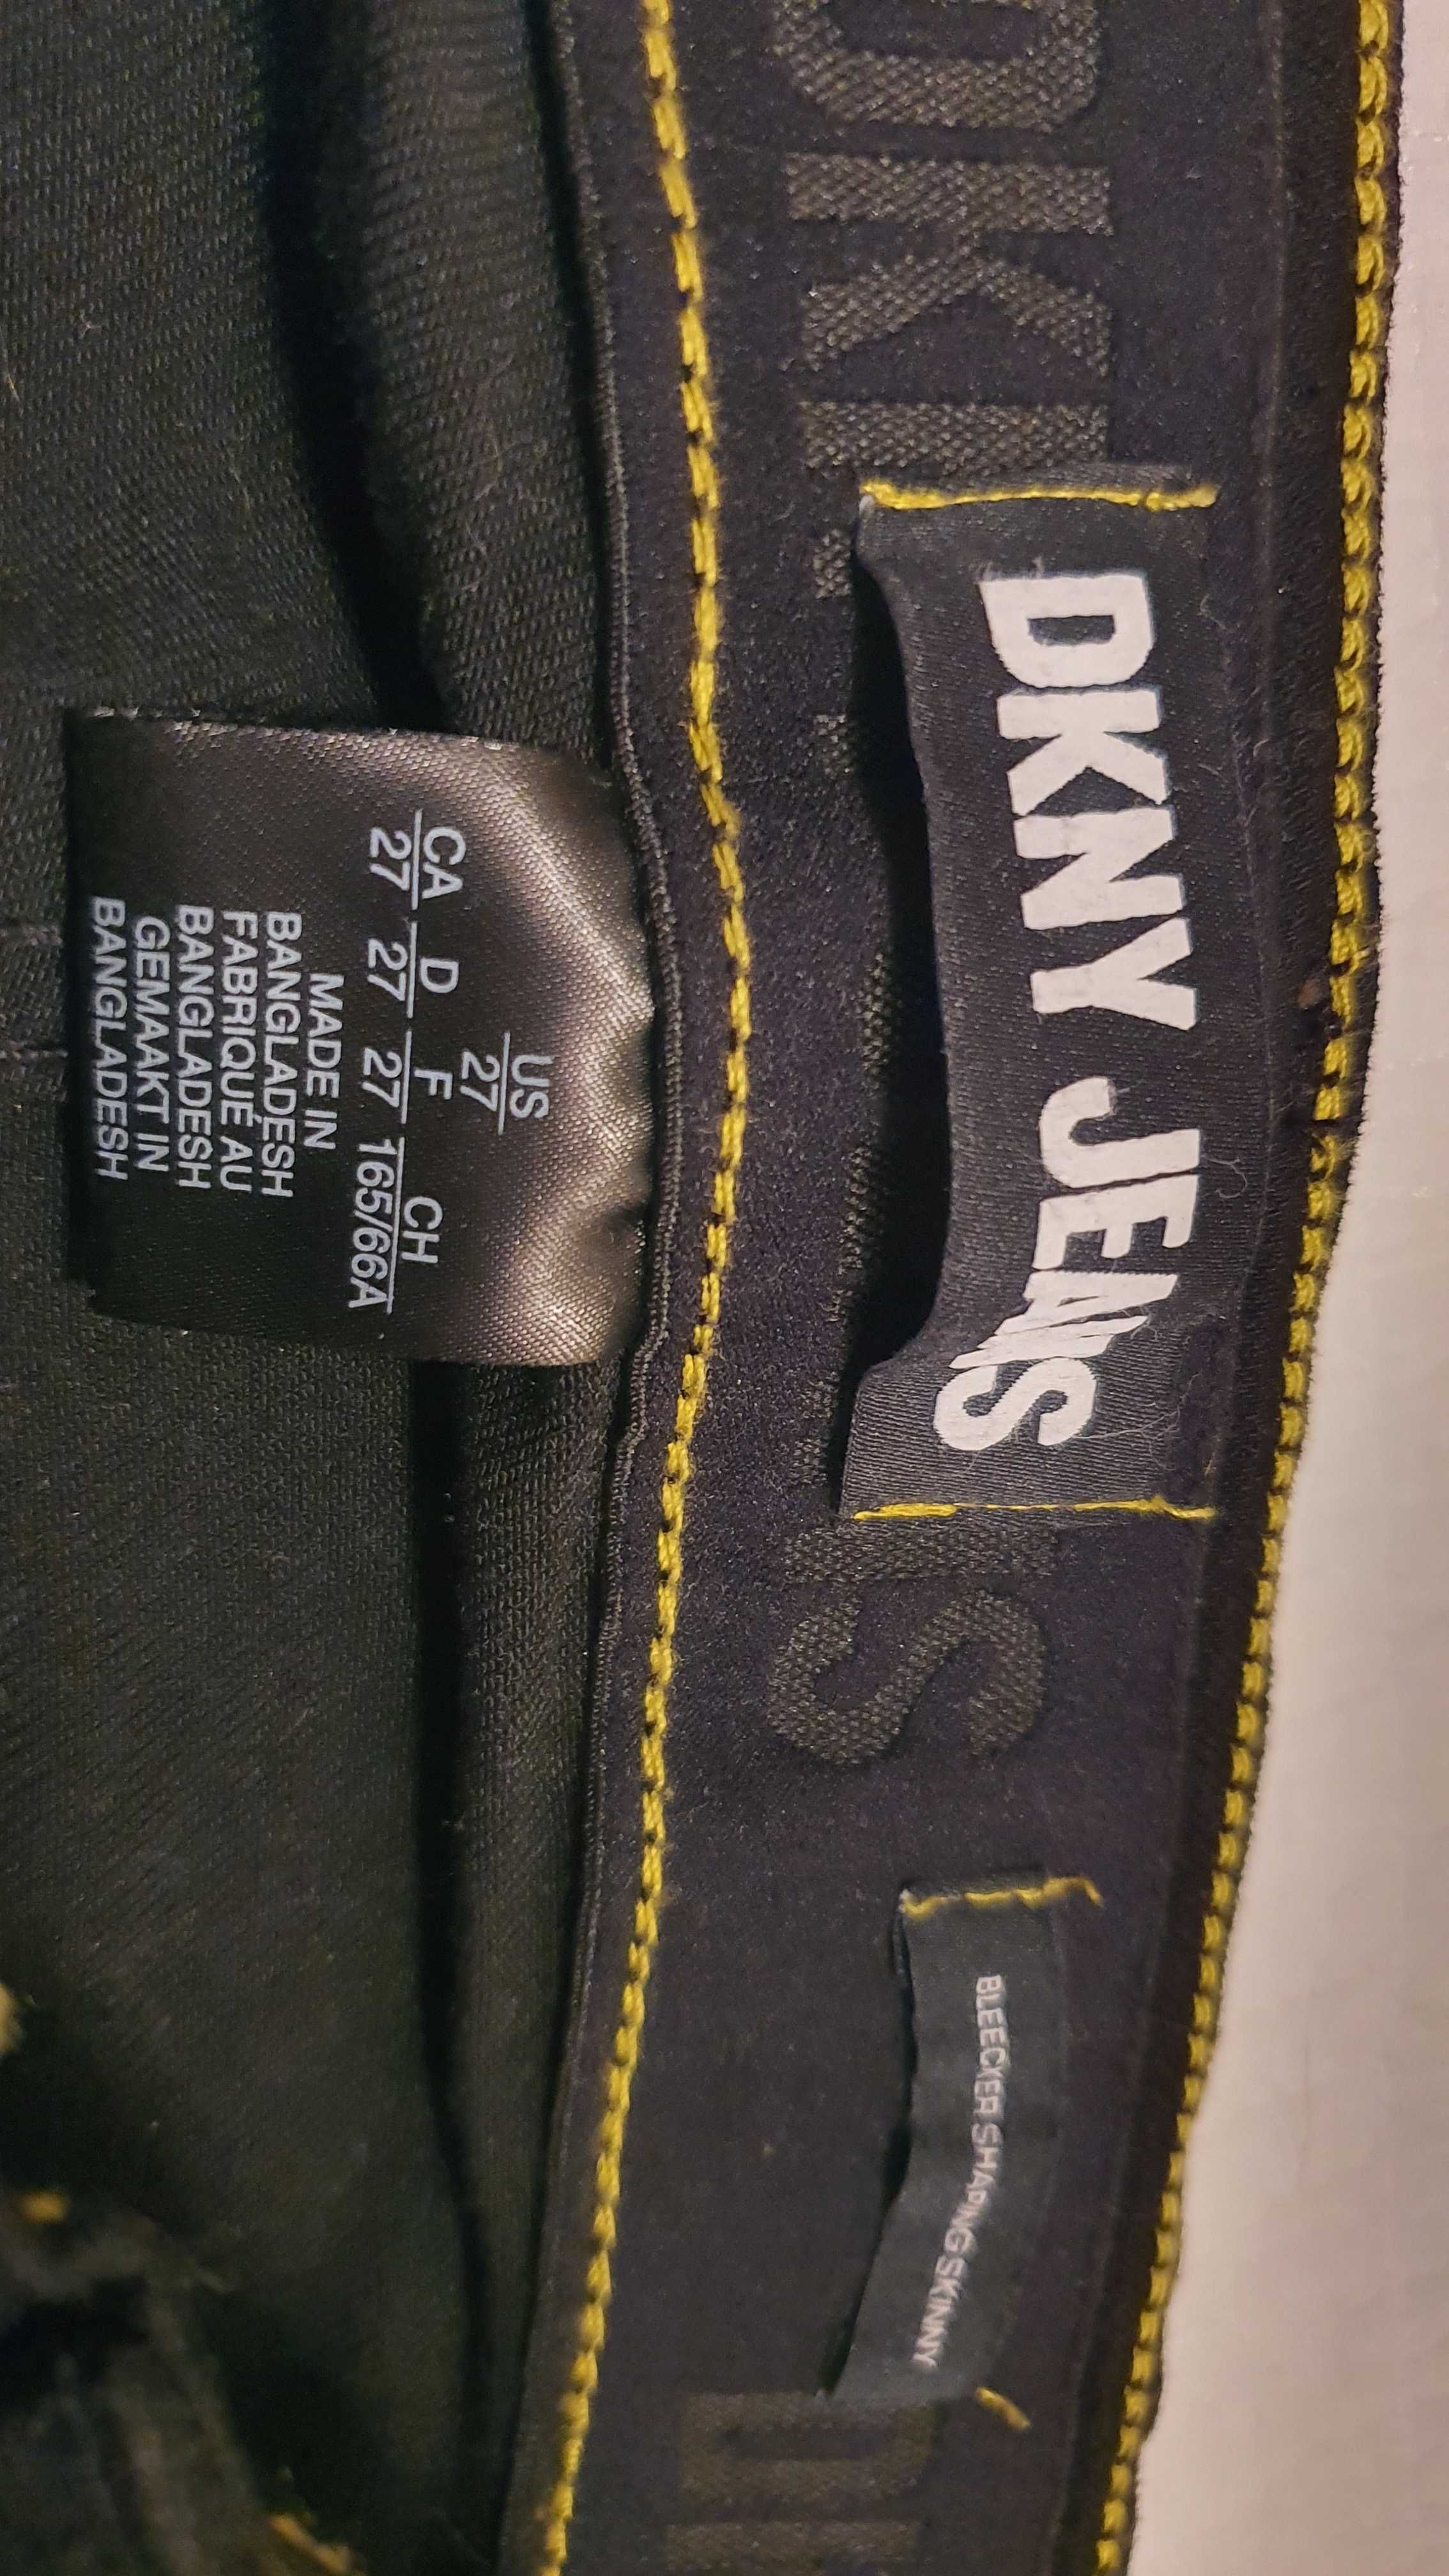 DKNY JEANS
US
27
CA D F CH
27 27 27 165/66A
MADE IN
BANGLADESH
FABRIQUÉ AU
BANGLADESH
GEMAAKT IN
BANGLADESH
BLEECKER SHAPING SKINNY